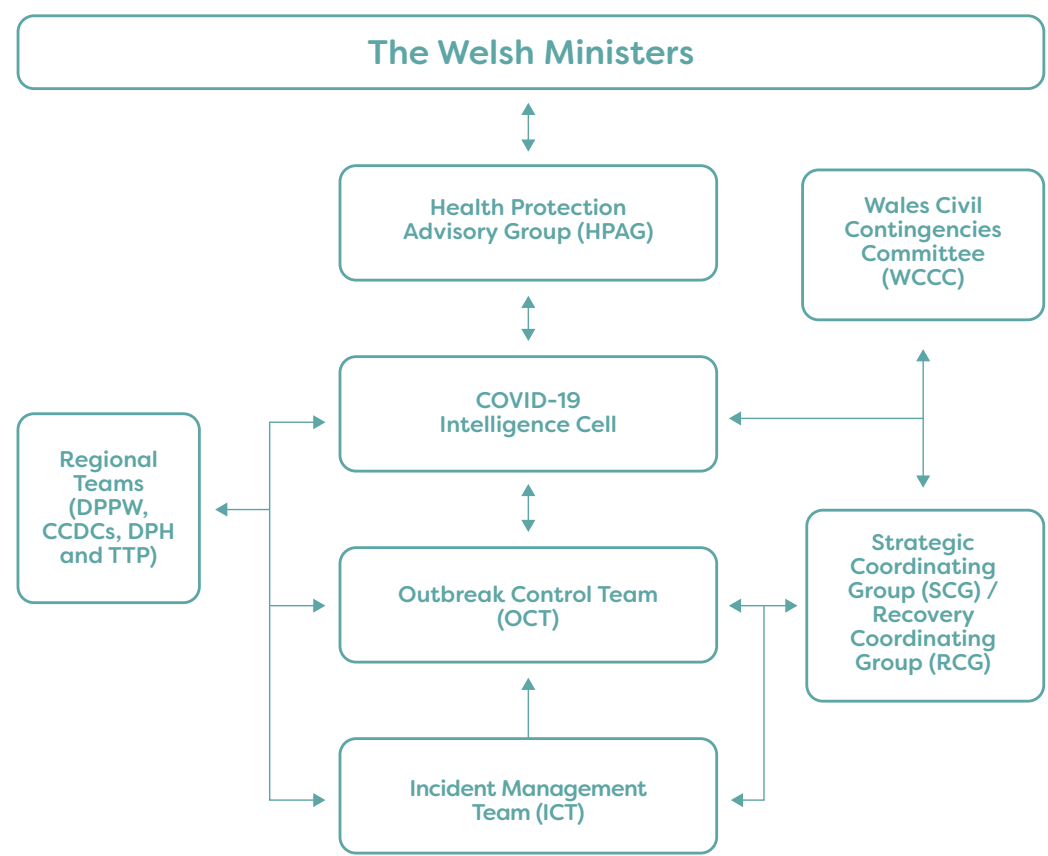 The Welsh Ministers
Health Protection
Advisory Group (HPAG)
Wales Civil
Contingencies
Committee
(WCCC)
COVID-19
Intelligence Cell
Regional
Teams
(DPPW,
CCDCs, DPH
and TTP)
Strategic
Coordinating
Group (SCG) /
Recovery
Coordinating
Group (RCG)
Outbreak Control Team
(OCT)
Incident Management
Team (ICT)